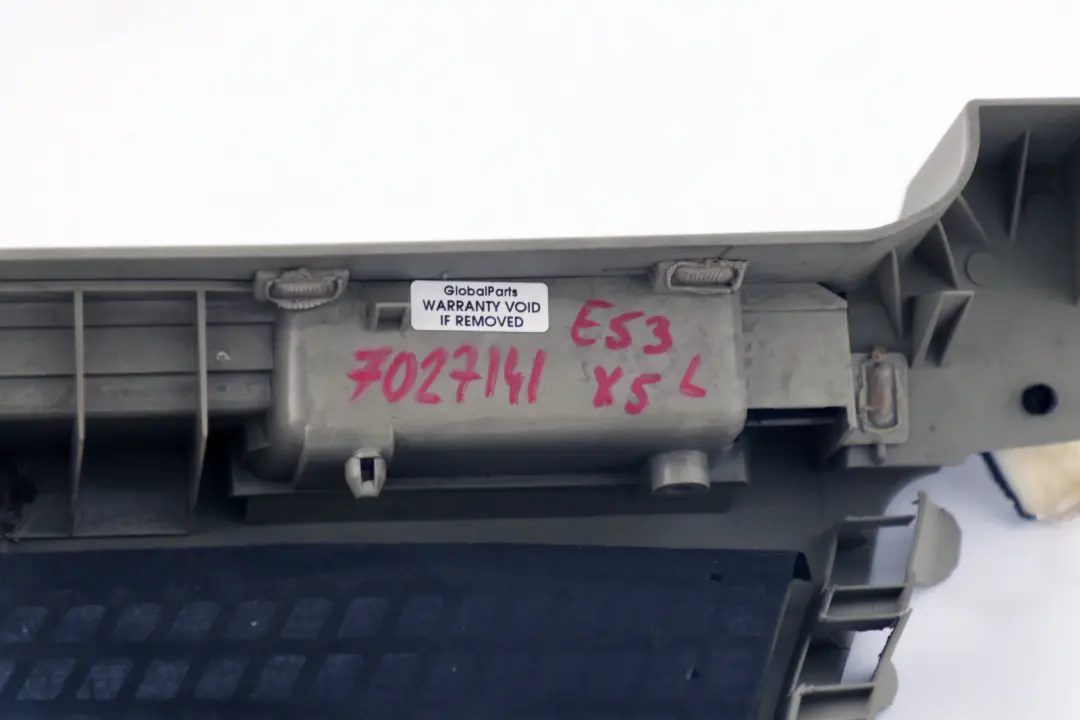 GlobalParts
WARRANTY VOID
IF REMOVED
E53
7027141
X5 L